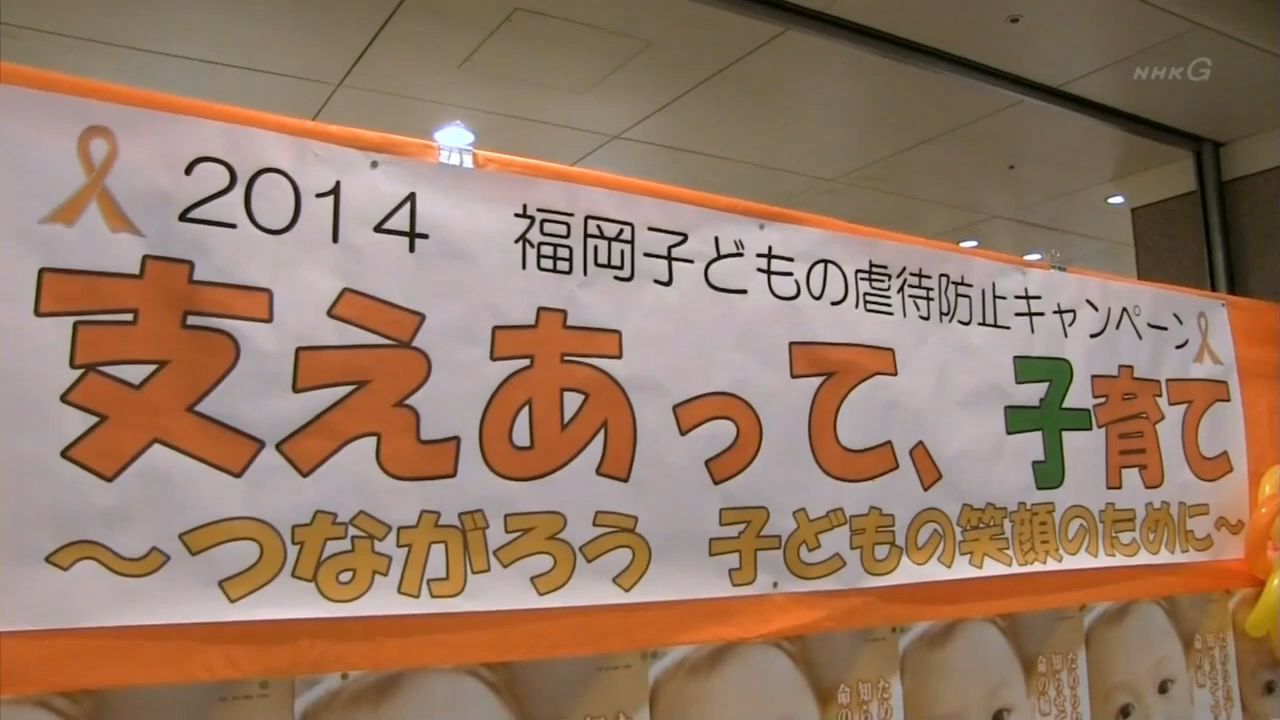 NHK G
2014 福岡子どもの虐待防止キャンペーン
支えあって、子育て
～つながろう 子どもの笑顔のために～